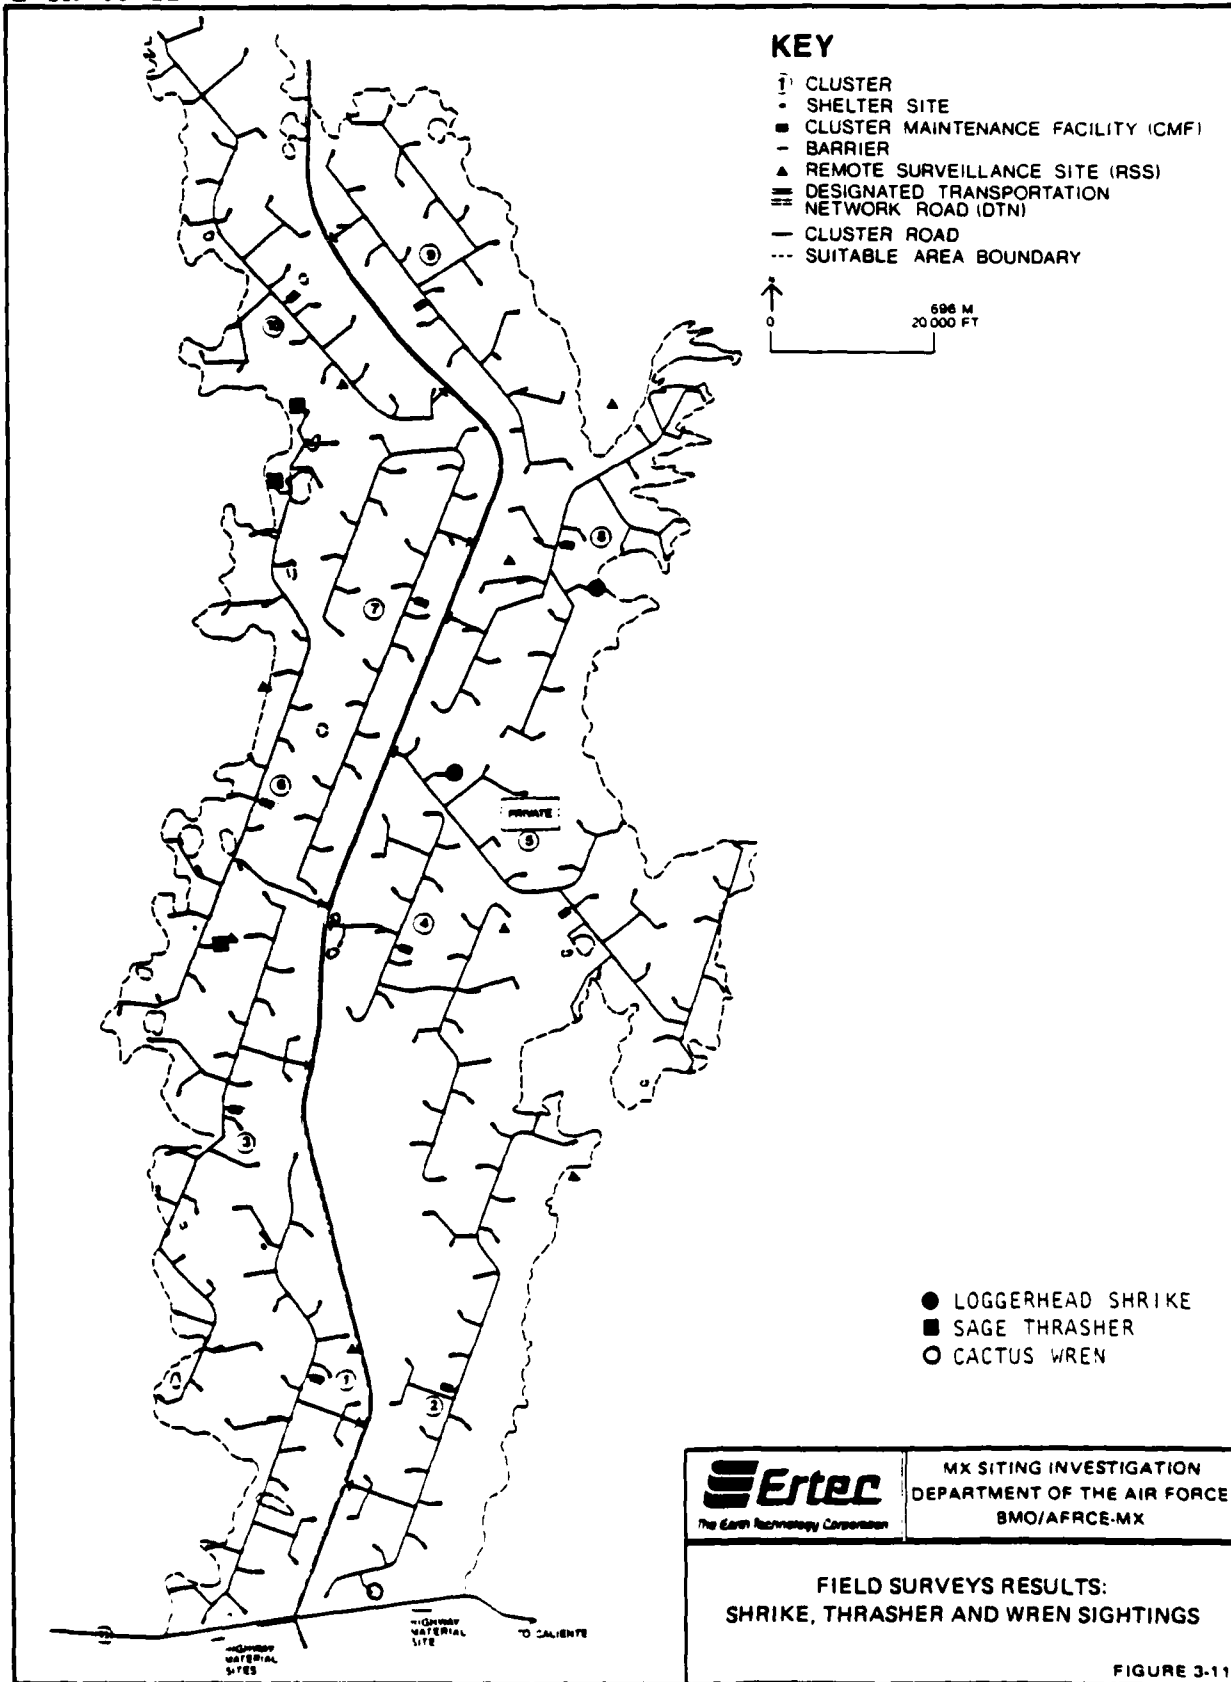 KEY
1 CLUSTER
SHELTER SITE
CLUSTER MAINTENANCE FACILITY (CMF)
BARRIER
REMOTE SURVEILLANCE SITE (RSS)
DESIGNATED TRANSPORTATION
NETWORK ROAD (DTN)
CLUSTER ROAD
SUITABLE AREA BOUNDARY
696 M
0 20 000 FT
9
10
8
7
6
PRIVATE
5
4
3
1
2
LOGGERHEAD SHRIKE
SAGE THRASHER
CACTUS WREN
HIGHWAY
MATERIAL
SITE
TO CALIENTE
HIGHWAY
MATERIAL
SITES
Ertec
The Earth Technology Corporation
MX SITING INVESTIGATION
DEPARTMENT OF THE AIR FORCE
BMO/AFRCE-MX
FIELD SURVEYS RESULTS:
SHRIKE, THRASHER AND WREN SIGHTINGS
FIGURE 3-11